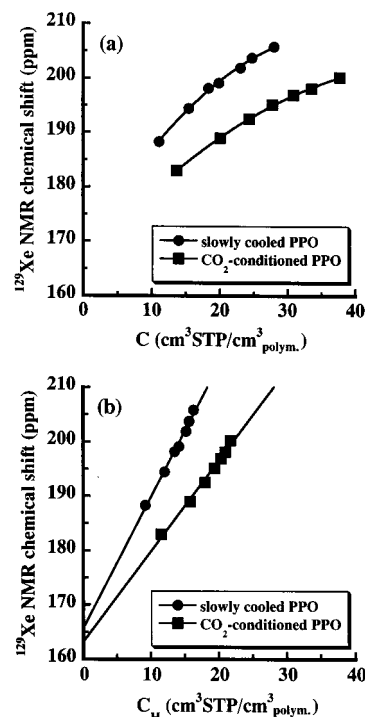 (a)
210
200
190
180
170
160
0 10 20 30 40
129Xe NMR chemical shift (ppm)
slowly cooled PPO
CO2-conditioned PPO
C (cm3STP/cm3polym.)
(b)
210
200
190
180
170
160
0 10 20 30 40
129Xe NMR chemical shift (ppm)
slowly cooled PPO
CO2-conditioned PPO
CH (cm3STP/cm3polym.)